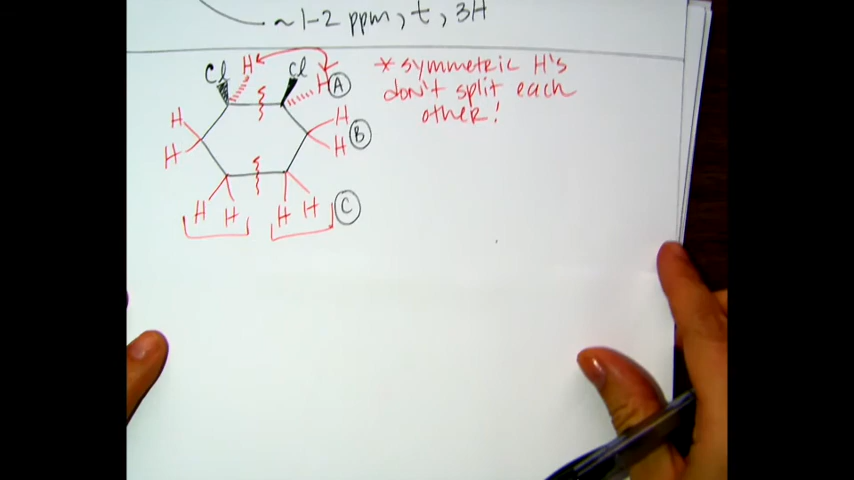 ~1-2 ppm, t, 3H
Cl H Cl H A
* symmetric H's
don't split each
other!
H H
H H B
H H H H C